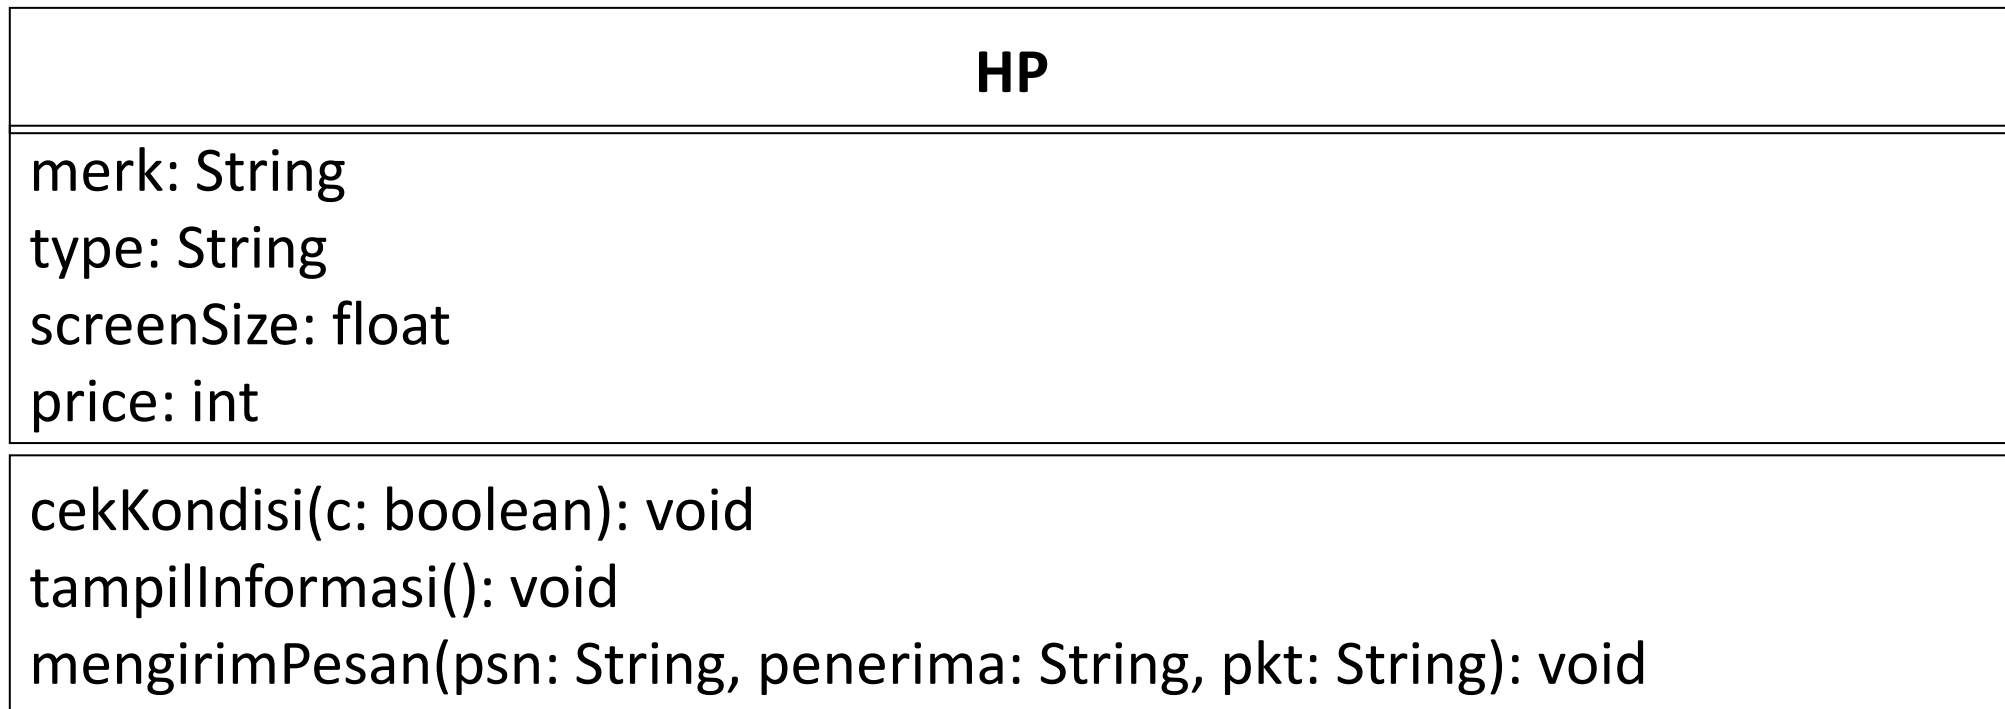 HP
merk: String
type: String
screenSize: float
price: int
cekKondisi(c: boolean): void
tampilInformasi(): void
mengirimPesan(psn: String, penerima: String, pkt: String): void